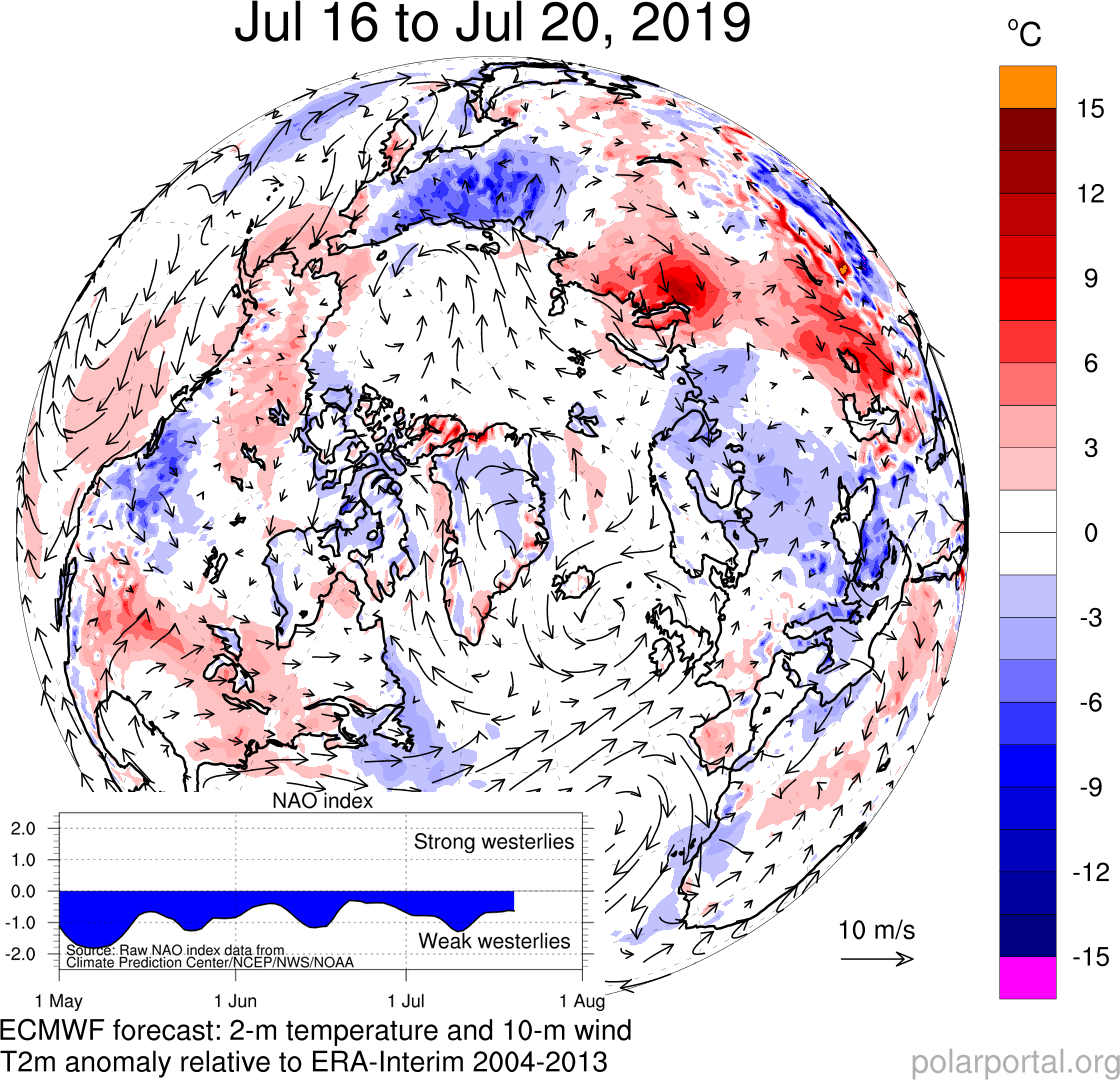 Jul 16 to Jul 20, 2019
°C
15
12
9
6
3
0
-3
-6
-9
-12
-15
10 m/s
NAO index
2.0
1.0
0.0
-1.0
-2.0
Strong westerlies
Weak westerlies
Source: Raw NAO index data from
Climate Prediction Center/NCEP/NWS/NOAA
1 May
1 Jun
1 Jul
1 Aug
ECMWF forecast: 2-m temperature and 10-m wind
T2m anomaly relative to ERA-Interim 2004-2013
polarportal.org